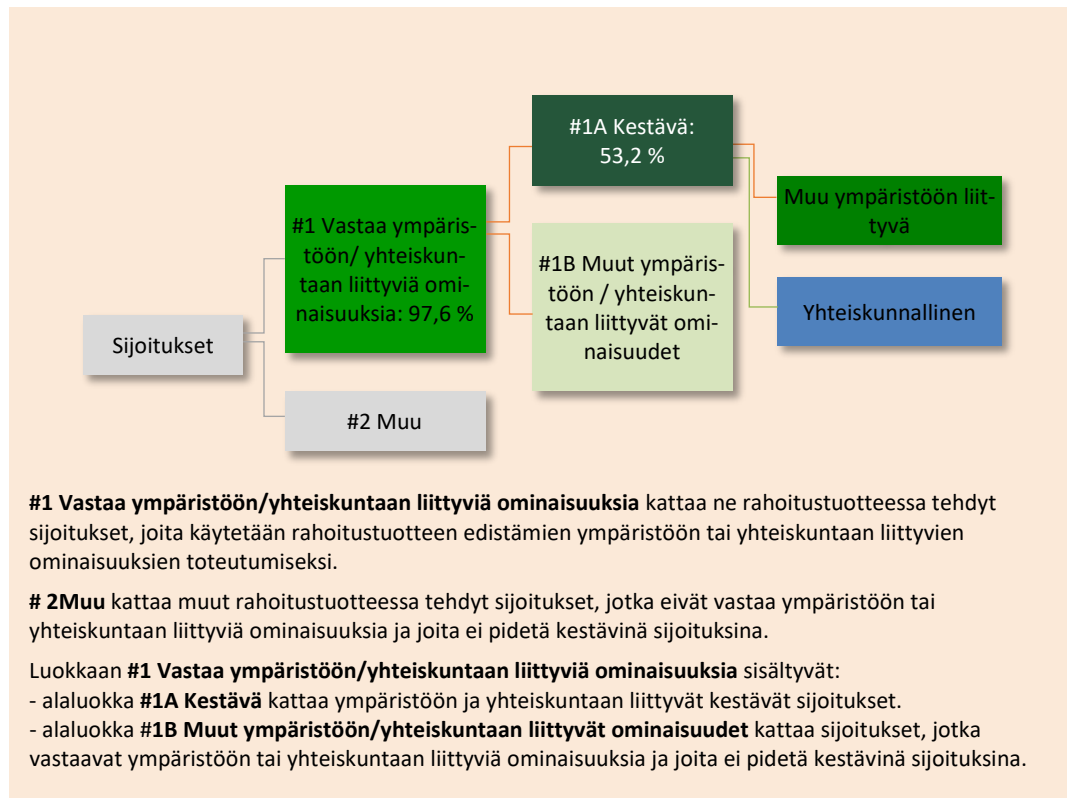 #1A Kestävä:
53,2 %
Muu ympäristöön liit-
tyvä
#1 Vastaa ympäris-
töön/ yhteiskun-
taan liittyviä omi-
naisuuksia: 97,6 %
#1B Muut ympäris-
töön / yhteiskun-
taan liittyvät omi-
naisuudet
Yhteiskunnallinen
Sijoitukset
#2 Muu
#1 Vastaa ympäristöön/yhteiskuntaan liittyviä ominaisuuksia kattaa ne rahoitustuotteessa tehdyt
sijoitukset, joita käytetään rahoitustuotteen edistämien ympäristöön tai yhteiskuntaan liittyvien
ominaisuuksien toteutumiseksi.
# 2Muu kattaa muut rahoitustuotteessa tehdyt sijoitukset, jotka eivät vastaa ympäristöön tai
yhteiskuntaan liittyviä ominaisuuksia ja joita ei pidetä kestävinä sijoituksina.
Luokkaan #1 Vastaa ympäristöön/yhteiskuntaan liittyviä ominaisuuksia sisältyvät:
- alaluokka #1A Kestävä kattaa ympäristöön ja yhteiskuntaan liittyvät kestävät sijoitukset.
- alaluokka #1B Muut ympäristöön/yhteiskuntaan liittyvät ominaisuudet kattaa sijoitukset, jotka
vastaavat ympäristöön tai yhteiskuntaan liittyviä ominaisuuksia ja joita ei pidetä kestävinä sijoituksina.